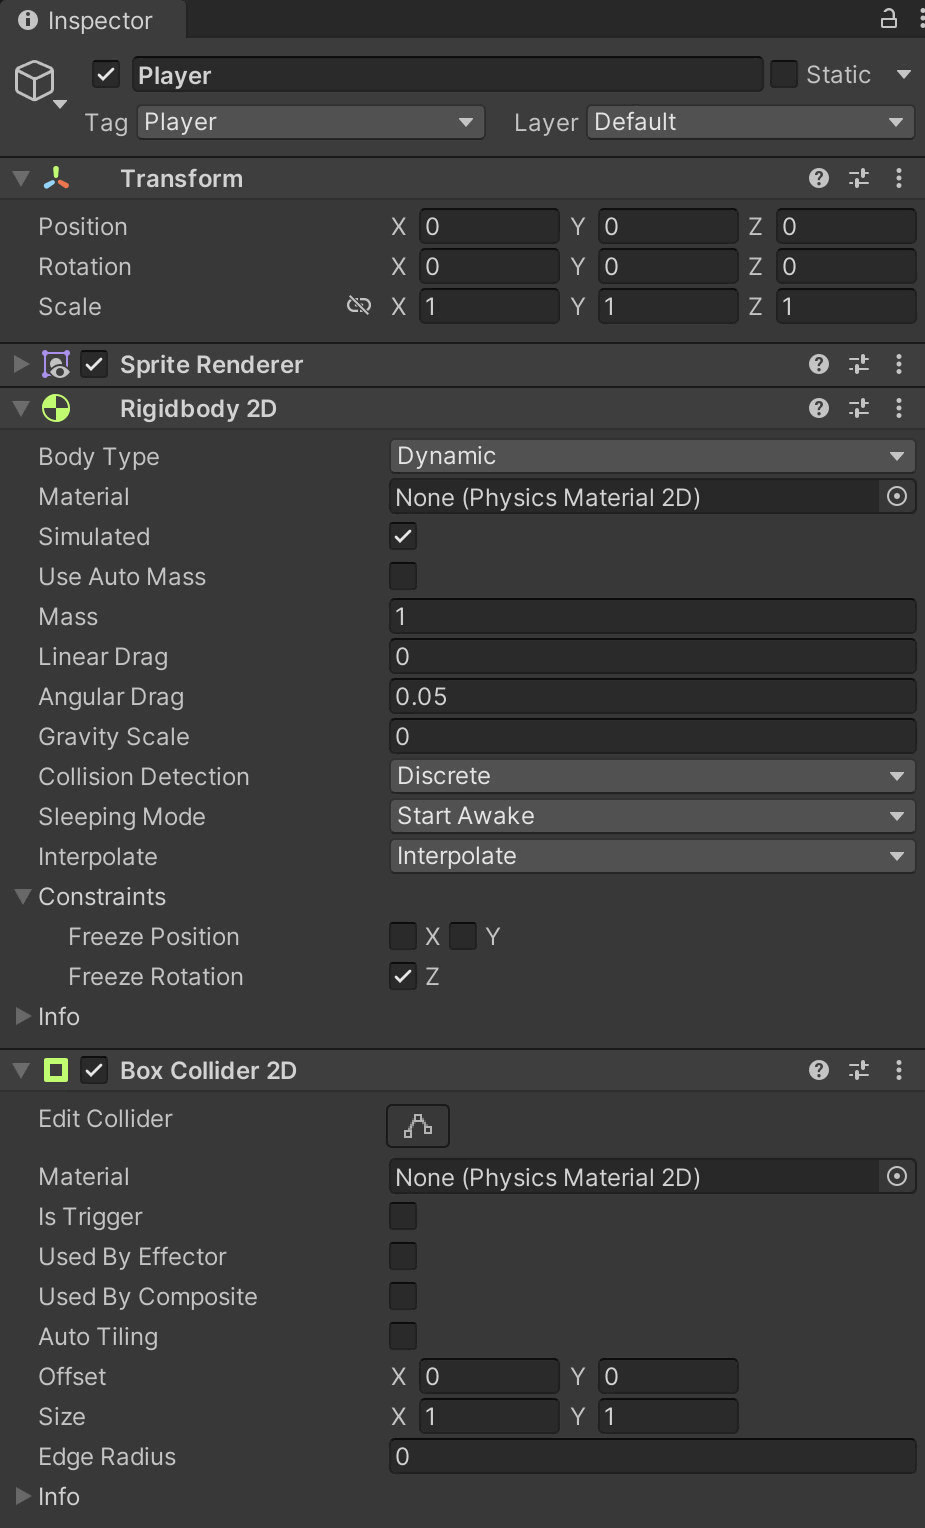 Inspector
Player
Static
Tag Player Layer Default
Transform
Position X 0 Y 0 Z 0
Rotation X 0 Y 0 Z 0
Scale X 1 Y 1 Z 1
Sprite Renderer
Rigidbody 2D
Body Type Dynamic
Material None (Physics Material 2D)
Simulated
Use Auto Mass
Mass 1
Linear Drag 0
Angular Drag 0.05
Gravity Scale 0
Collision Detection Discrete
Sleeping Mode Start Awake
Interpolate Interpolate
Constraints
Freeze Position X Y
Freeze Rotation Z
Info
Box Collider 2D
Edit Collider
Material None (Physics Material 2D)
Is Trigger
Used By Effector
Used By Composite
Auto Tiling
Offset X 0 Y 0
Size X 1 Y 1
Edge Radius 0
Info